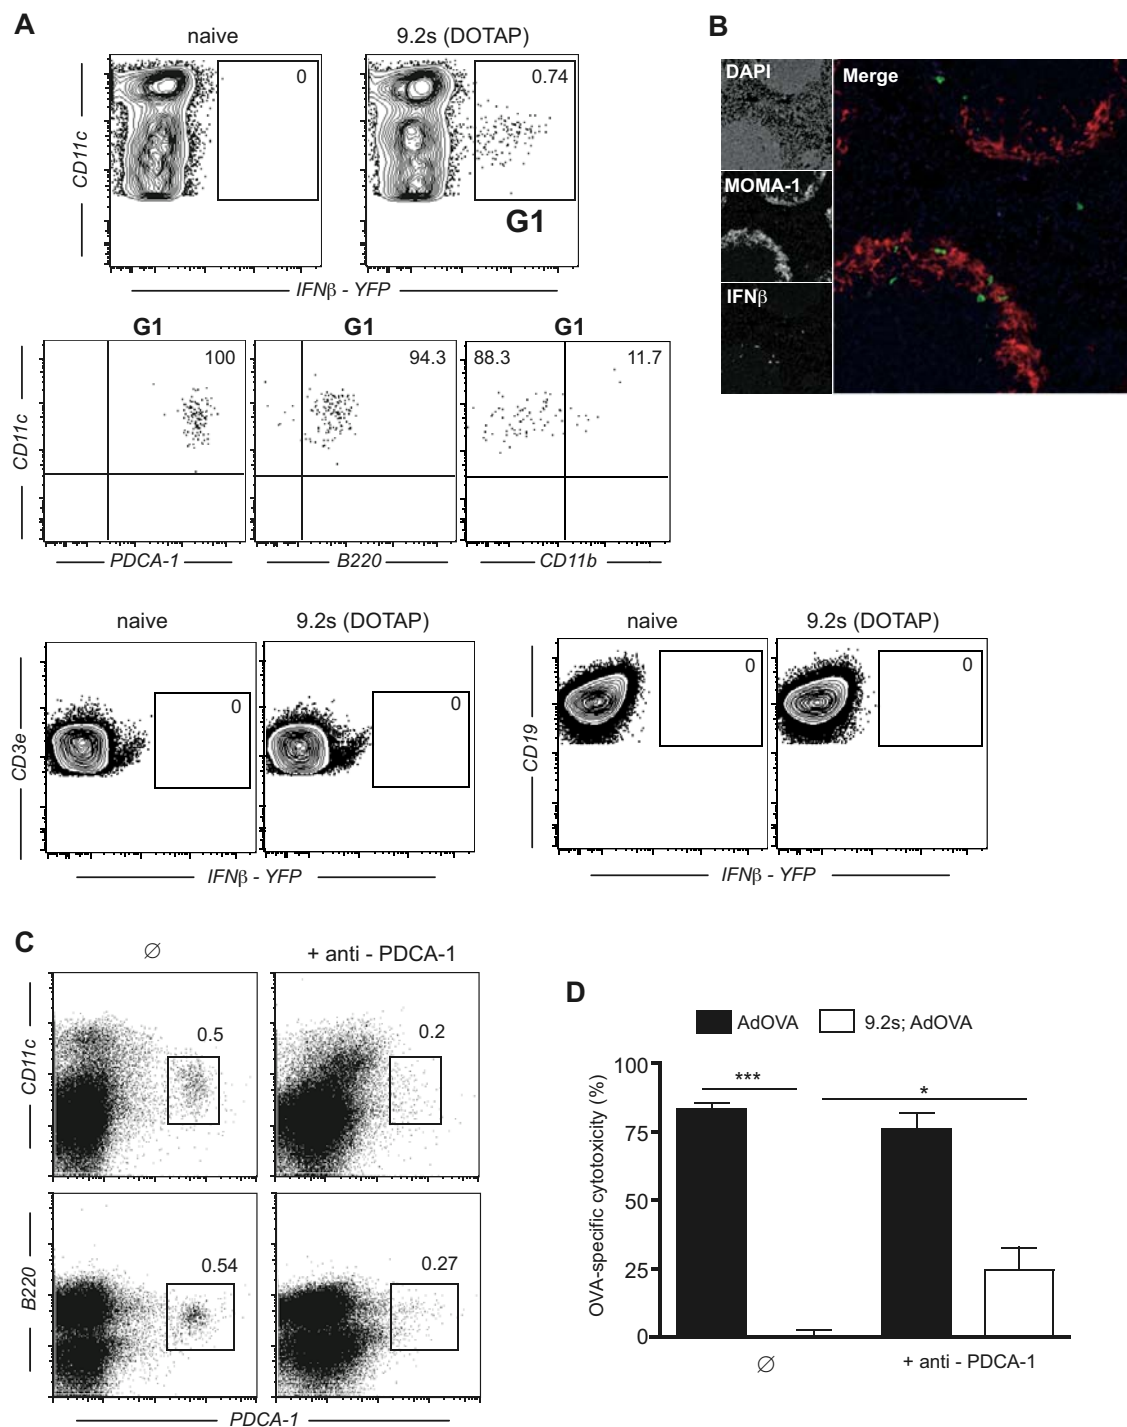 A
naive
9.2s (DOTAP)
0
0.74
CD11c
G1
IFNβ - YFP
G1
G1
G1
100
94.3
88.3
11.7
CD11c
PDCA-1
B220
CD11b
naive
9.2s (DOTAP)
0
0
CD3e
IFNβ - YFP
naive
9.2s (DOTAP)
0
0
CD19
IFNβ - YFP
B
DAPI
Merge
MOMA-1
IFNβ
C
∅
+ anti - PDCA-1
0.5
0.2
CD11c
0.54
0.27
B220
PDCA-1
D
AdOVA
9.2s; AdOVA
OVA-specific cytotoxicity (%)
100
75
50
25
0
***
*
∅
+ anti - PDCA-1